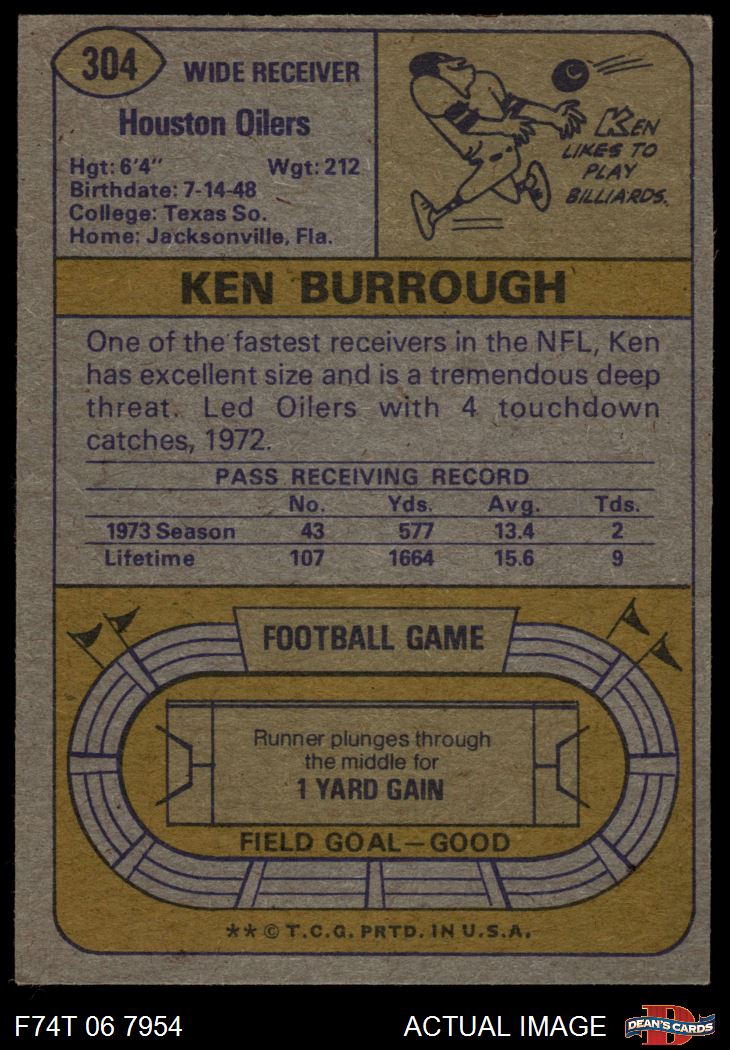 304
WIDE RECEIVER
Houston Oilers
Hgt: 6'4" Wgt: 212
Birthdate: 7-14-48
College: Texas So.
Home: Jacksonville, Fla.
KEN
LIKES TO
PLAY
BILLIARDS.
KEN BURROUGH
One of the fastest receivers in the NFL, Ken
has excellent size and is a tremendous deep
threat. Led Oilers with 4 touchdown
catches, 1972.
PASS RECEIVING RECORD
No. Yds. Avg. Tds.
1973 Season 43 577 13.4 2
Lifetime 107 1664 15.6 9
FOOTBALL GAME
Runner plunges through
the middle for
1 YARD GAIN
FIELD GOAL—GOOD
** © T.C.G. PRTD. IN U.S.A.
F74T 06 7954 ACTUAL IMAGE
D
DEAN'S CARDS